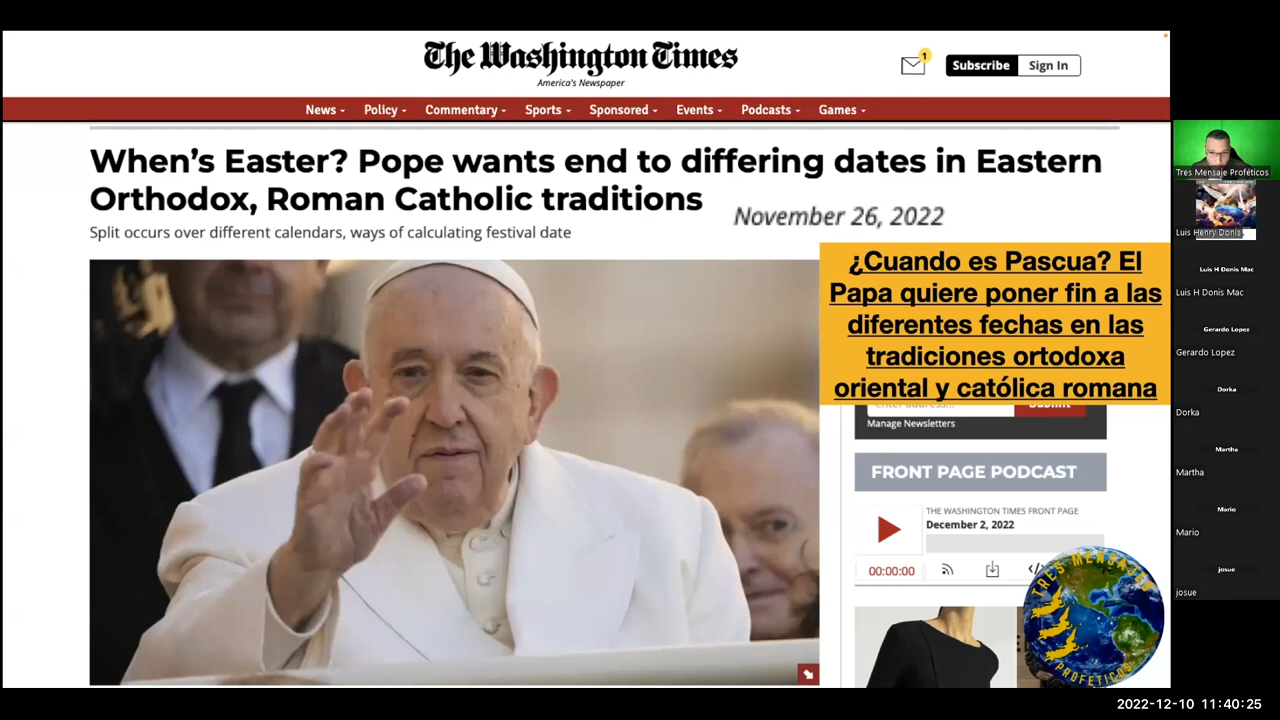 The Washington Times
America's Newspaper
1
Subscribe
Sign In
News
Policy
Commentary
Sports
Sponsored
Events
Podcasts
Games
When's Easter? Pope wants end to differing dates in Eastern
Orthodox, Roman Catholic traditions
November 26, 2022
Split occurs over different calendars, ways of calculating festival date
¿Cuando es Pascua? El
Papa quiere poner fin a las
diferentes fechas en las
tradiciones ortodoxa
oriental y católica romana
Manage Newsletters
FRONT PAGE PODCAST
THE WASHINGTON TIMES FRONT PAGE
December 2, 2022
00:00:00
TRES MENSAJES
PROFÉTICOS
Tres Mensaje Proféticos
Luis Henry Donis
Luis H Donis Mac
Luis H Donis Mac
Gerardo Lopez
Gerardo Lopez
Dorka
Dorka
Martha
Martha
Mario
Mario
josue
josue
2022-12-10 11:40:25